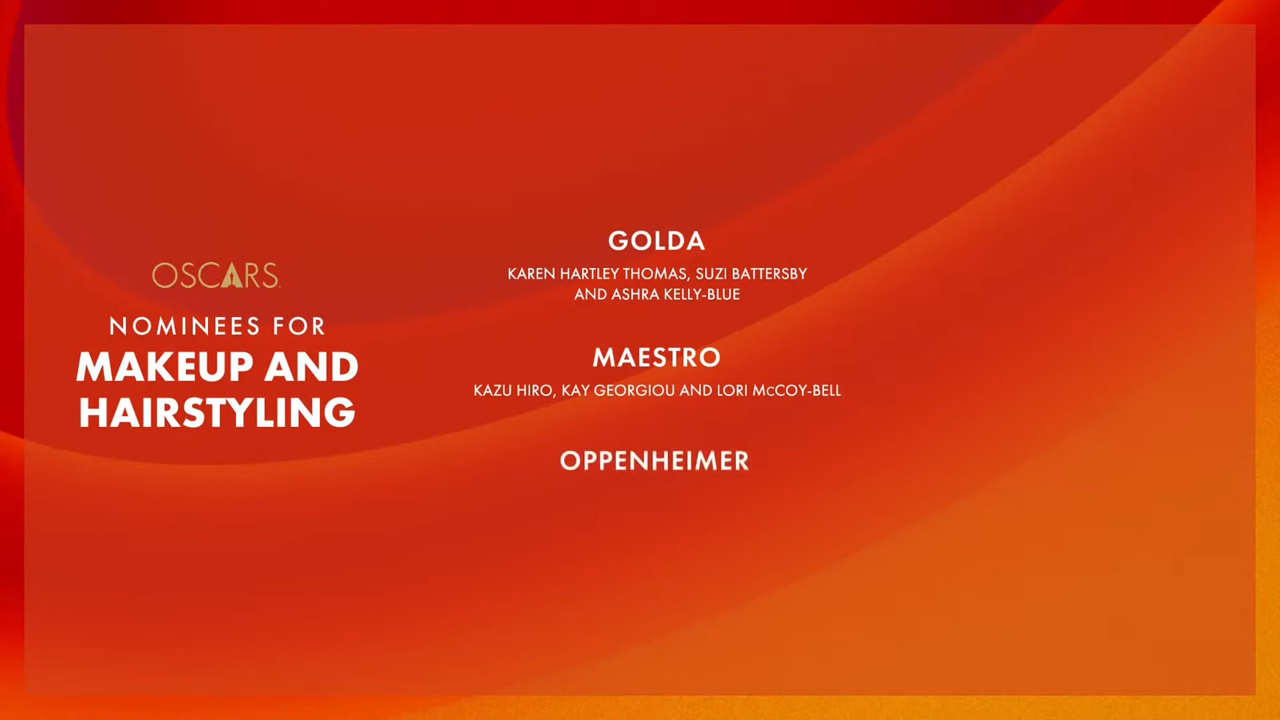 OSCARS
NOMINEES FOR
MAKEUP AND
HAIRSTYLING
GOLDA
KAREN HARTLEY THOMAS, SUZI BATTERSBY
AND ASHRA KELLY-BLUE
MAESTRO
KAZU HIRO, KAY GEORGIOU AND LORI McCOY-BELL
OPPENHEIMER